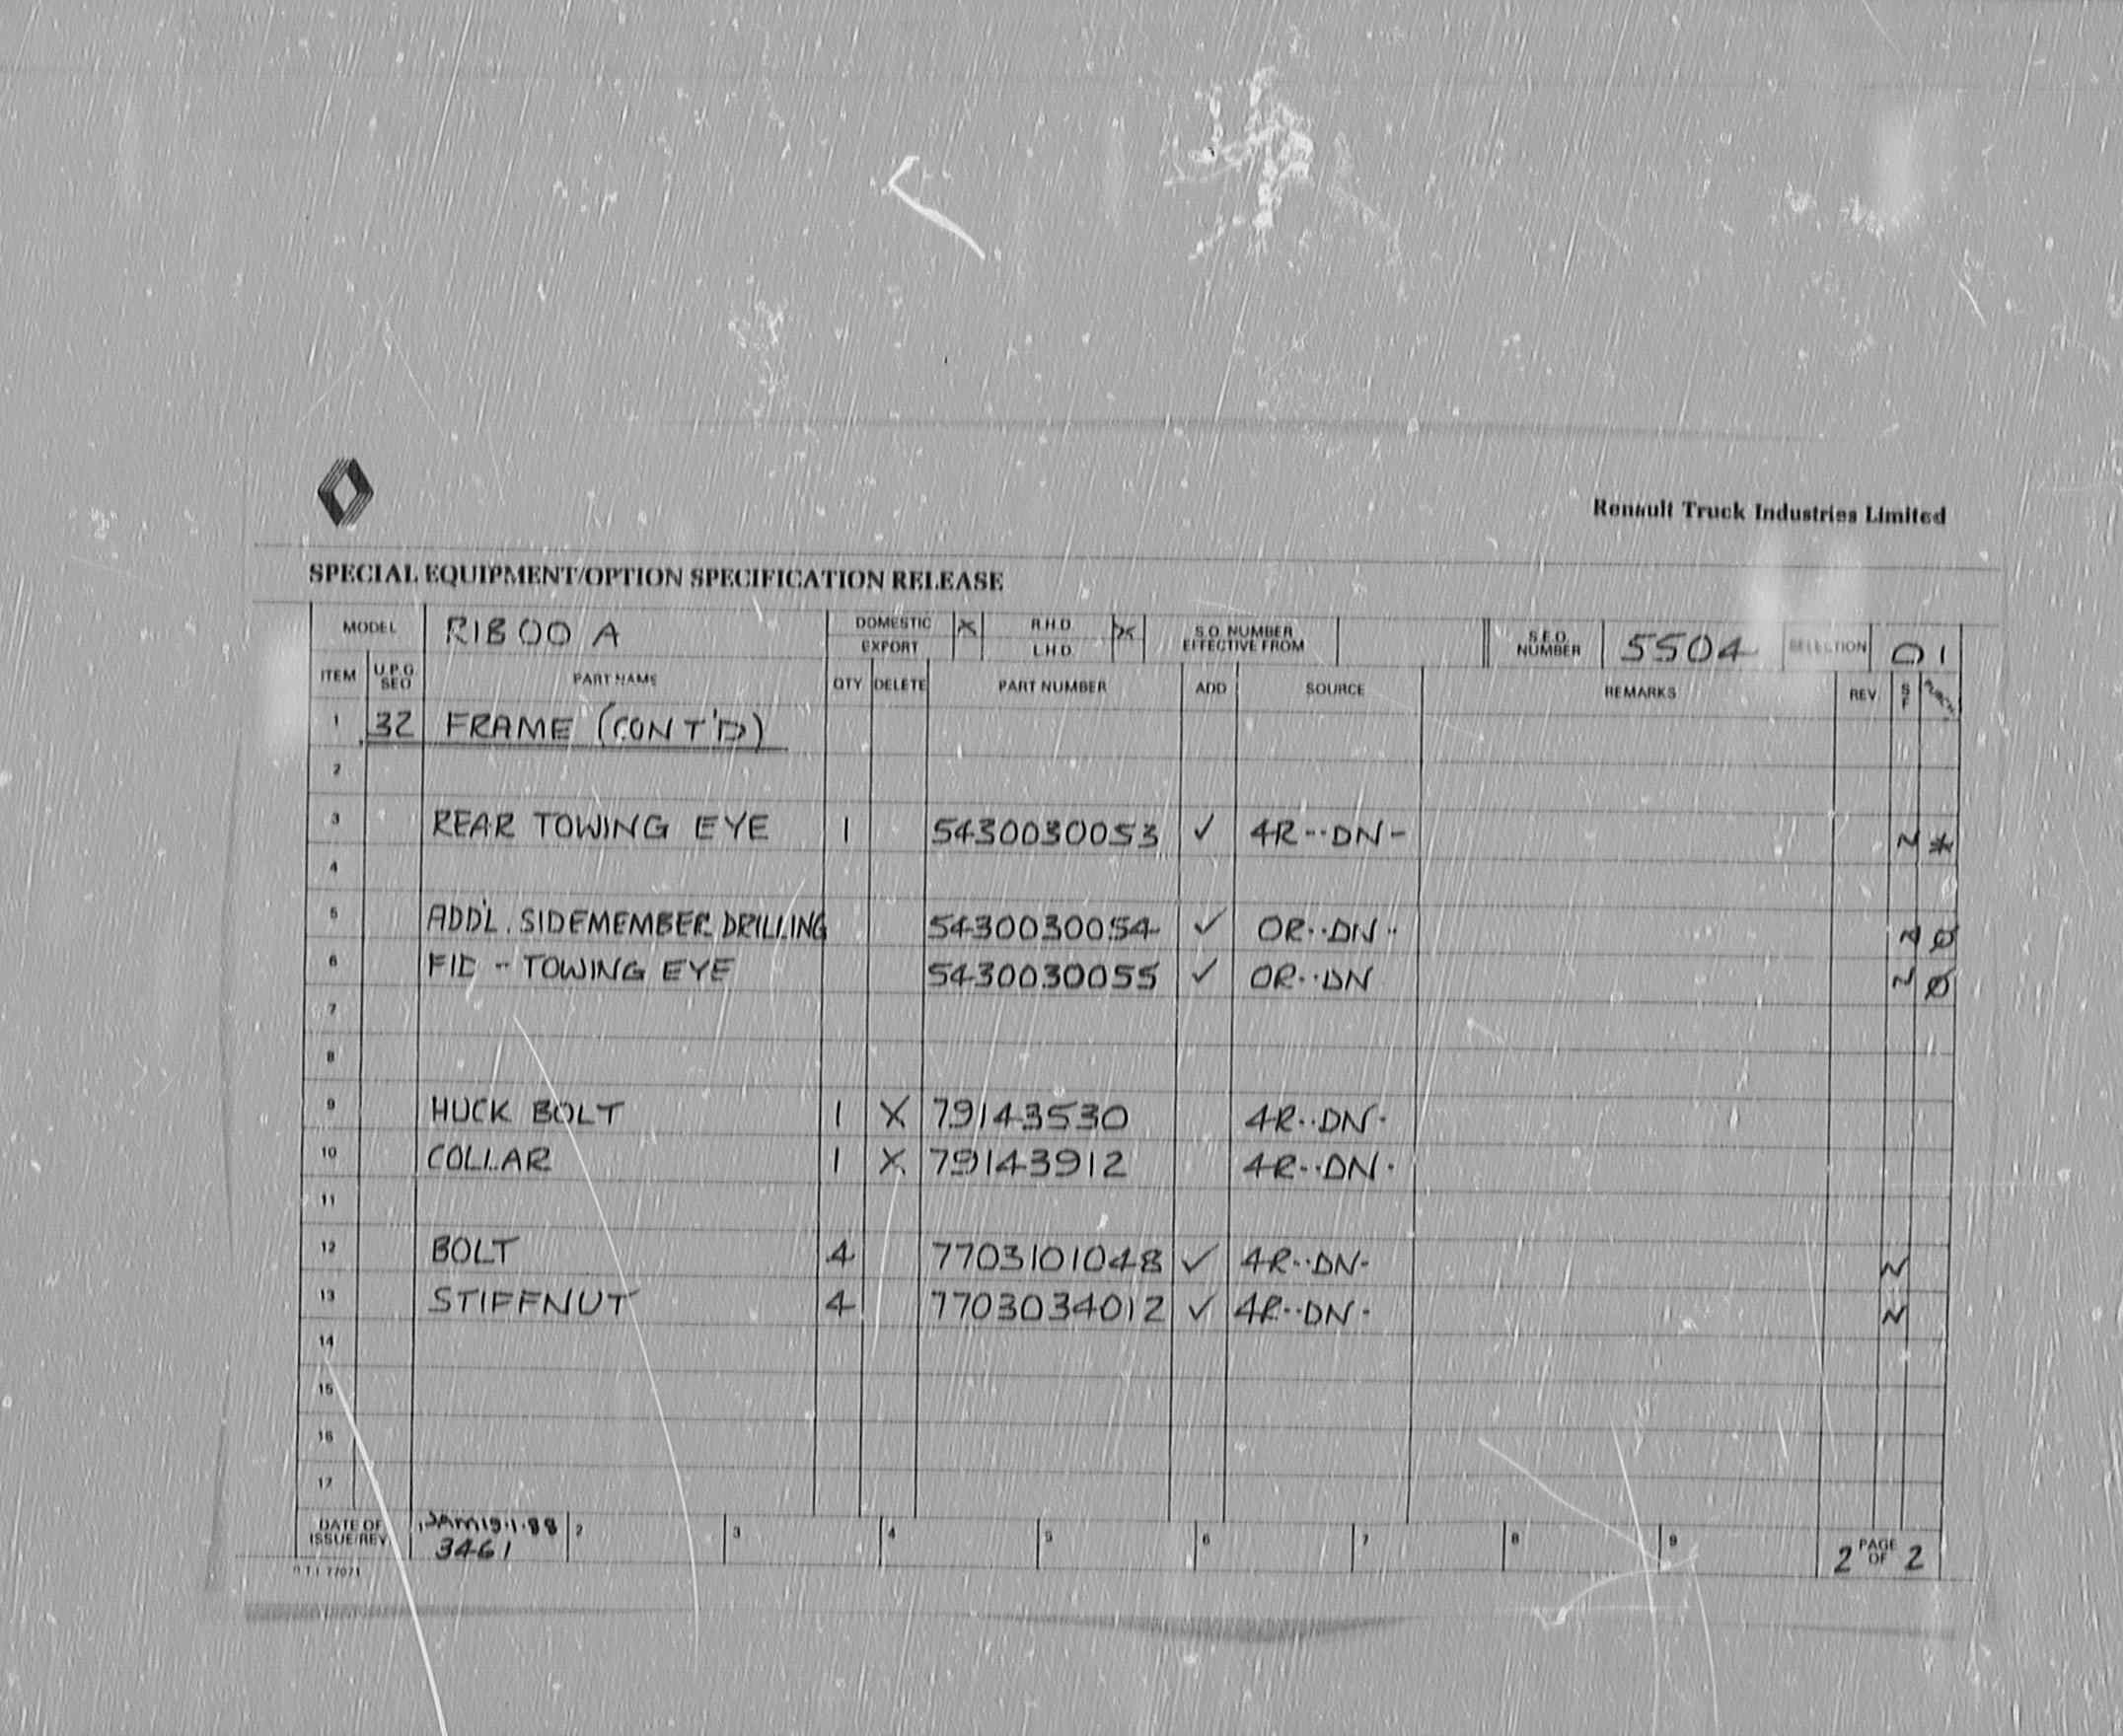 Renault Truck Industries Limited
SPECIAL EQUIPMENT/OPTION SPECIFICATION RELEASE
MODEL R1800 A DOMESTIC X R.H.D. X S.O. NUMBER S.E.O. 5504 SELECTION 01
EXPORT L.H.D. EFFECTIVE FROM NUMBER
ITEM U.P.G. SEQ PART NAME QTY DELETE PART NUMBER ADD SOURCE REMARKS REV S F
1 32 FRAME (CONT'D)
2
3 REAR TOWING EYE 1 5430030053 ✓ 4R··DN- N *
4
5 ADD'L. SIDEMEMBER DRILLING 5430030054 ✓ OR··DN·· N Ø
6 FIC - TOWING EYE 5430030055 ✓ OR··DN N Ø
7
8
9 HUCK BOLT 1 X 79143530 4R··DN·
10 COLLAR 1 X 79143912 4R··DN·
11
12 BOLT 4 7703101048 ✓ 4R··DN- N
13 STIFFNUT 4 7703034012 ✓ 4R··DN· N
14
15
16
17
DATE OF ISSUE/REV 19·1·88 2 3 4 5 6 7 8 9 2 PAGE OF 2
3461
R.T.I. 77071